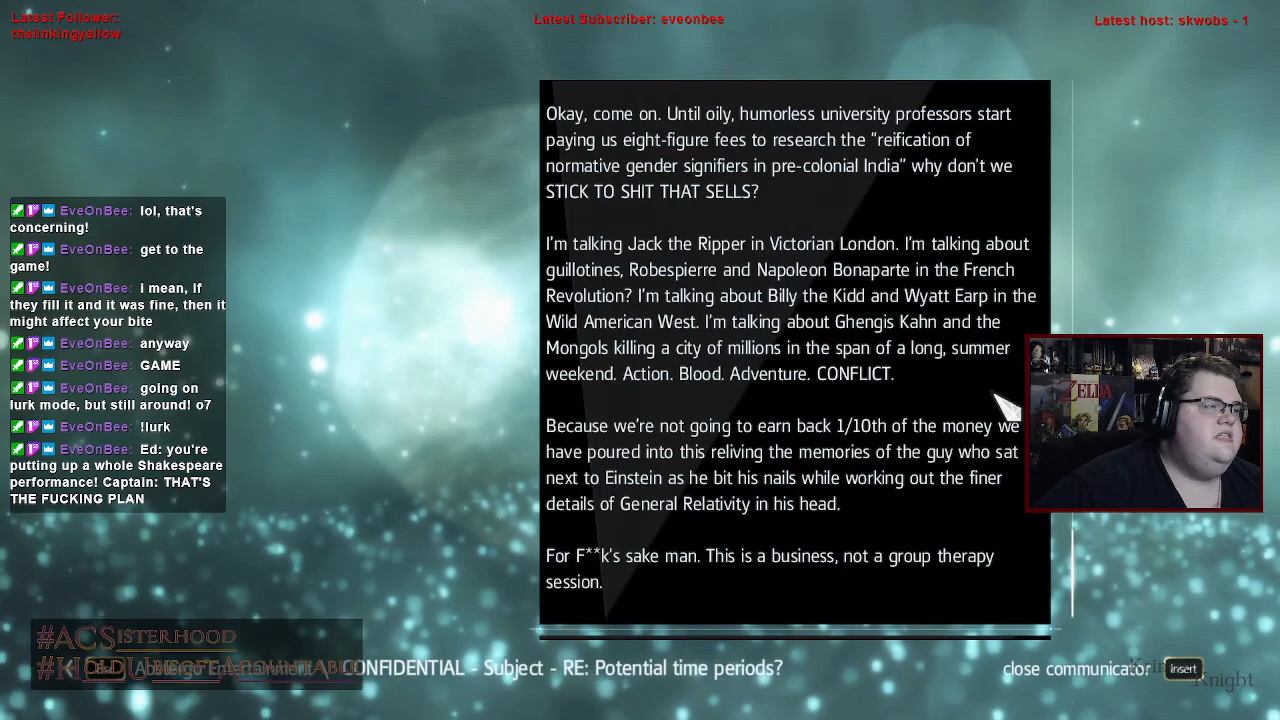 Latest Follower:
thelinkingyellow
Latest Subscriber: eveonbee
Latest host: skwobs - 1
EveOnBee: lol, that's
concerning!
EveOnBee: get to the
game!
EveOnBee: I mean, If
they fill it and it was fine, then it
might affect your bite
EveOnBee: anyway
EveOnBee: GAME
EveOnBee: going on
lurk mode, but still around! o7
EveOnBee: !lurk
EveOnBee: Ed: you're
putting up a whole Shakespeare
performance! Captain: THAT'S
THE FUCKING PLAN
Okay, come on. Until oily, humorless university professors start
paying us eight-figure fees to research the “reification of
normative gender signifiers in pre-colonial India” why don't we
STICK TO SHIT THAT SELLS?
I'm talking Jack the Ripper in Victorian London. I'm talking about
guillotines, Robespierre and Napoleon Bonaparte in the French
Revolution? I'm talking about Billy the Kidd and Wyatt Earp in the
Wild American West. I'm talking about Ghengis Kahn and the
Mongols killing a city of millions in the span of a long, summer
weekend. Action. Blood. Adventure. CONFLICT.
Because we're not going to earn back 1/10th of the money we
have poured into this reliving the memories of the guy who sat
next to Einstein as he bit his nails while working out the finer
details of General Relativity in his head.
For F**k's sake man. This is a business, not a group therapy
session.
ZELDA
#ACSisterhood
#HoldUbisoftAccountable
Esc Abstergo Entertainment \ CONFIDENTIAL - Subject - RE: Potential time periods?
close communicator Insert
Knight